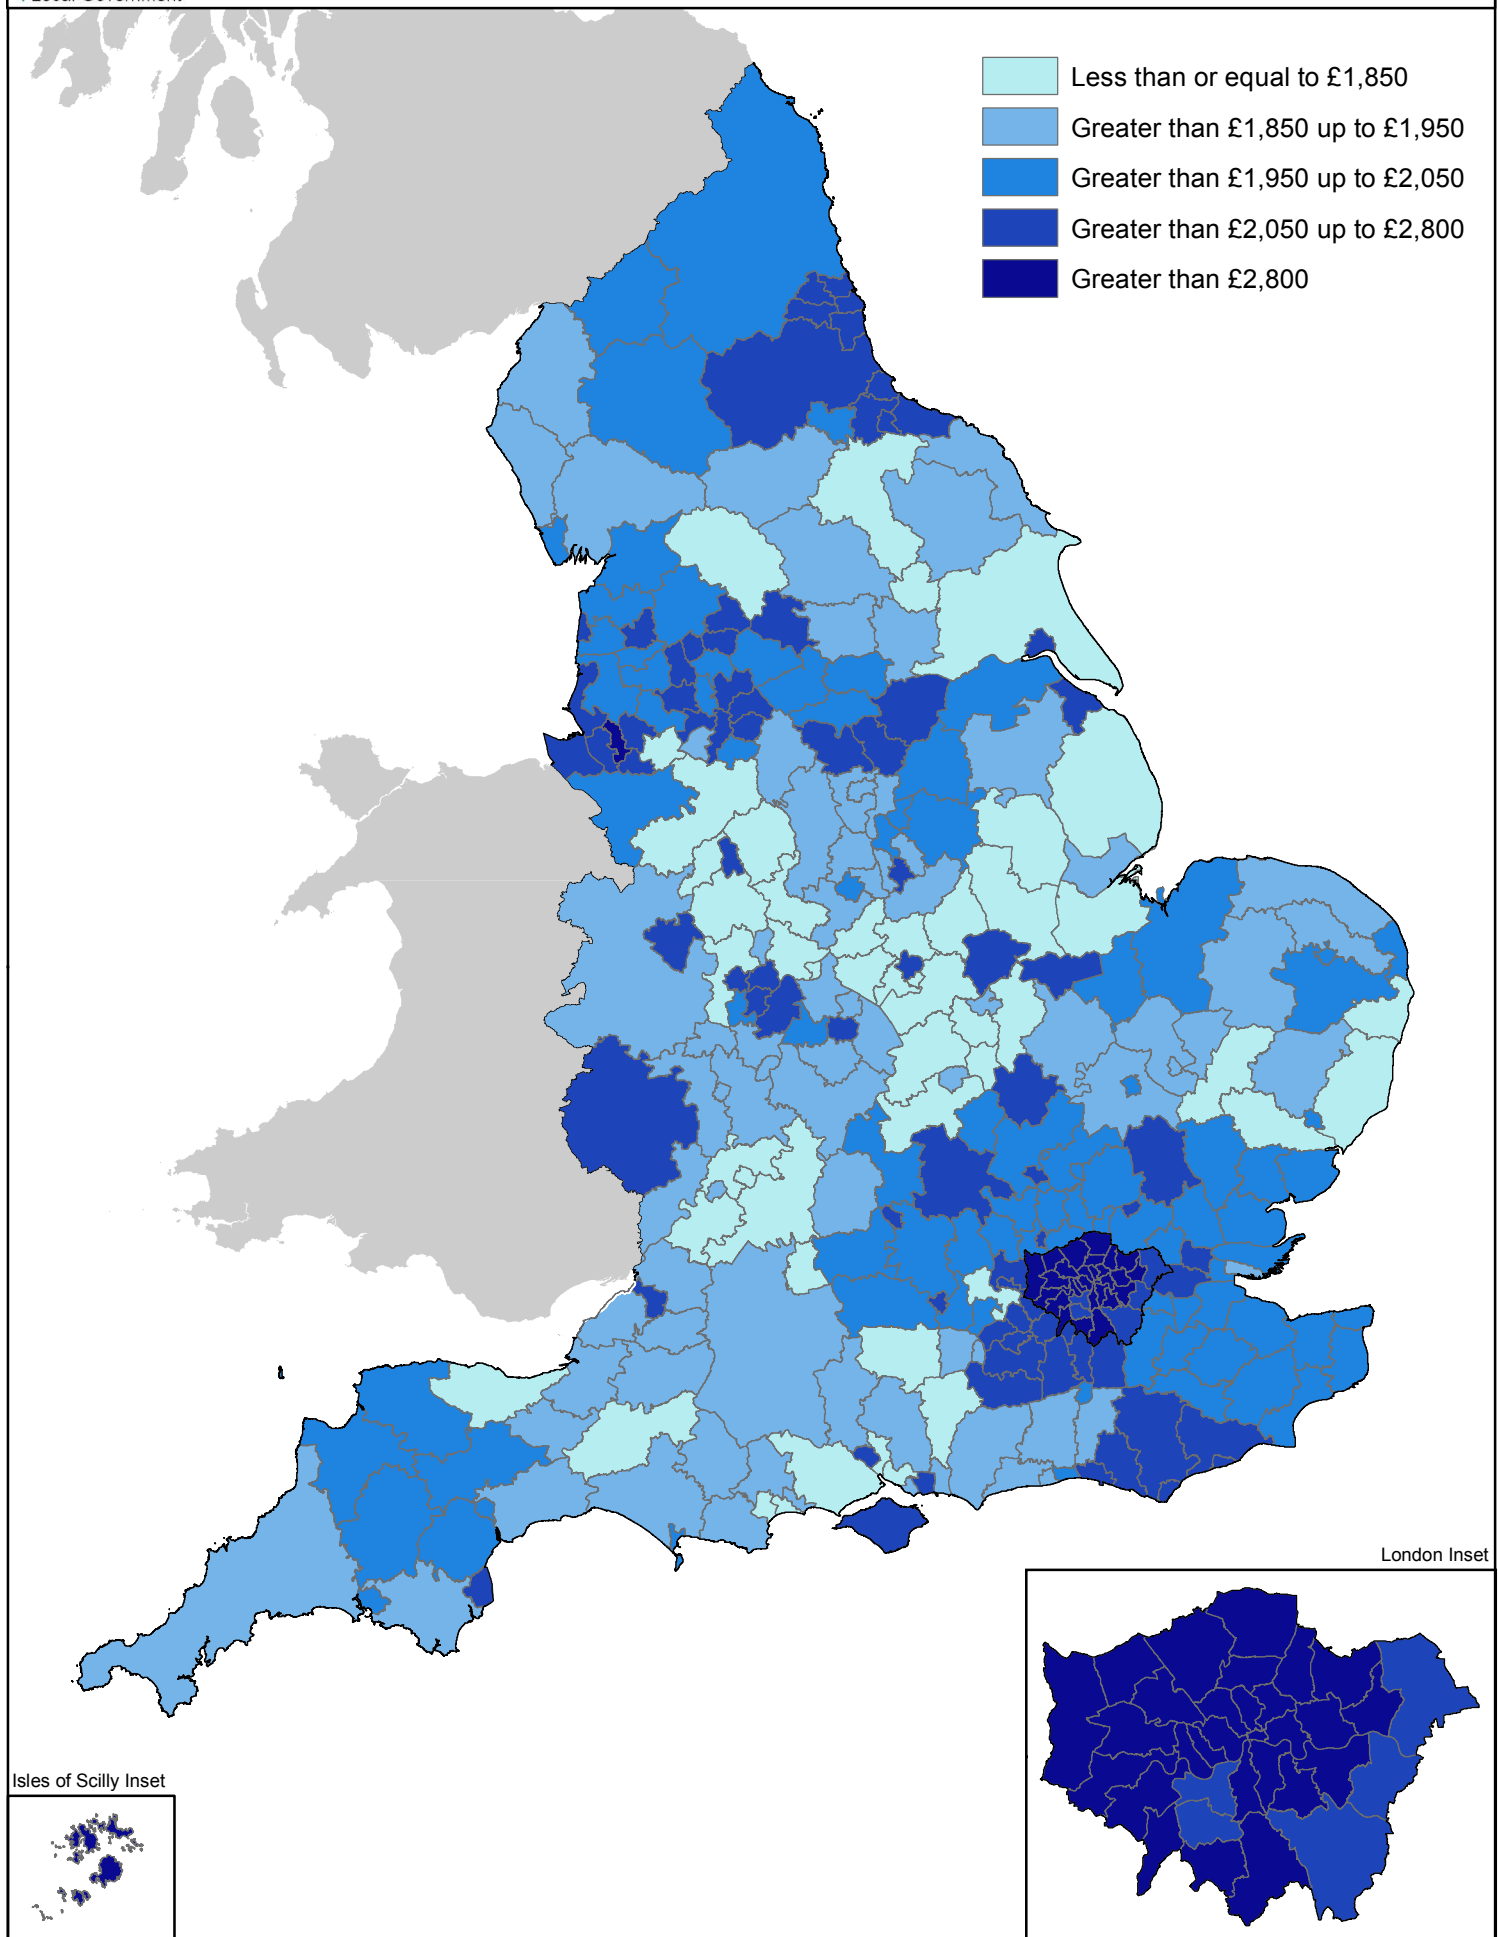 Local Government
Less than or equal to £1,850
Greater than £1,850 up to £1,950
Greater than £1,950 up to £2,050
Greater than £2,050 up to £2,800
Greater than £2,800
London Inset
Isles of Scilly Inset